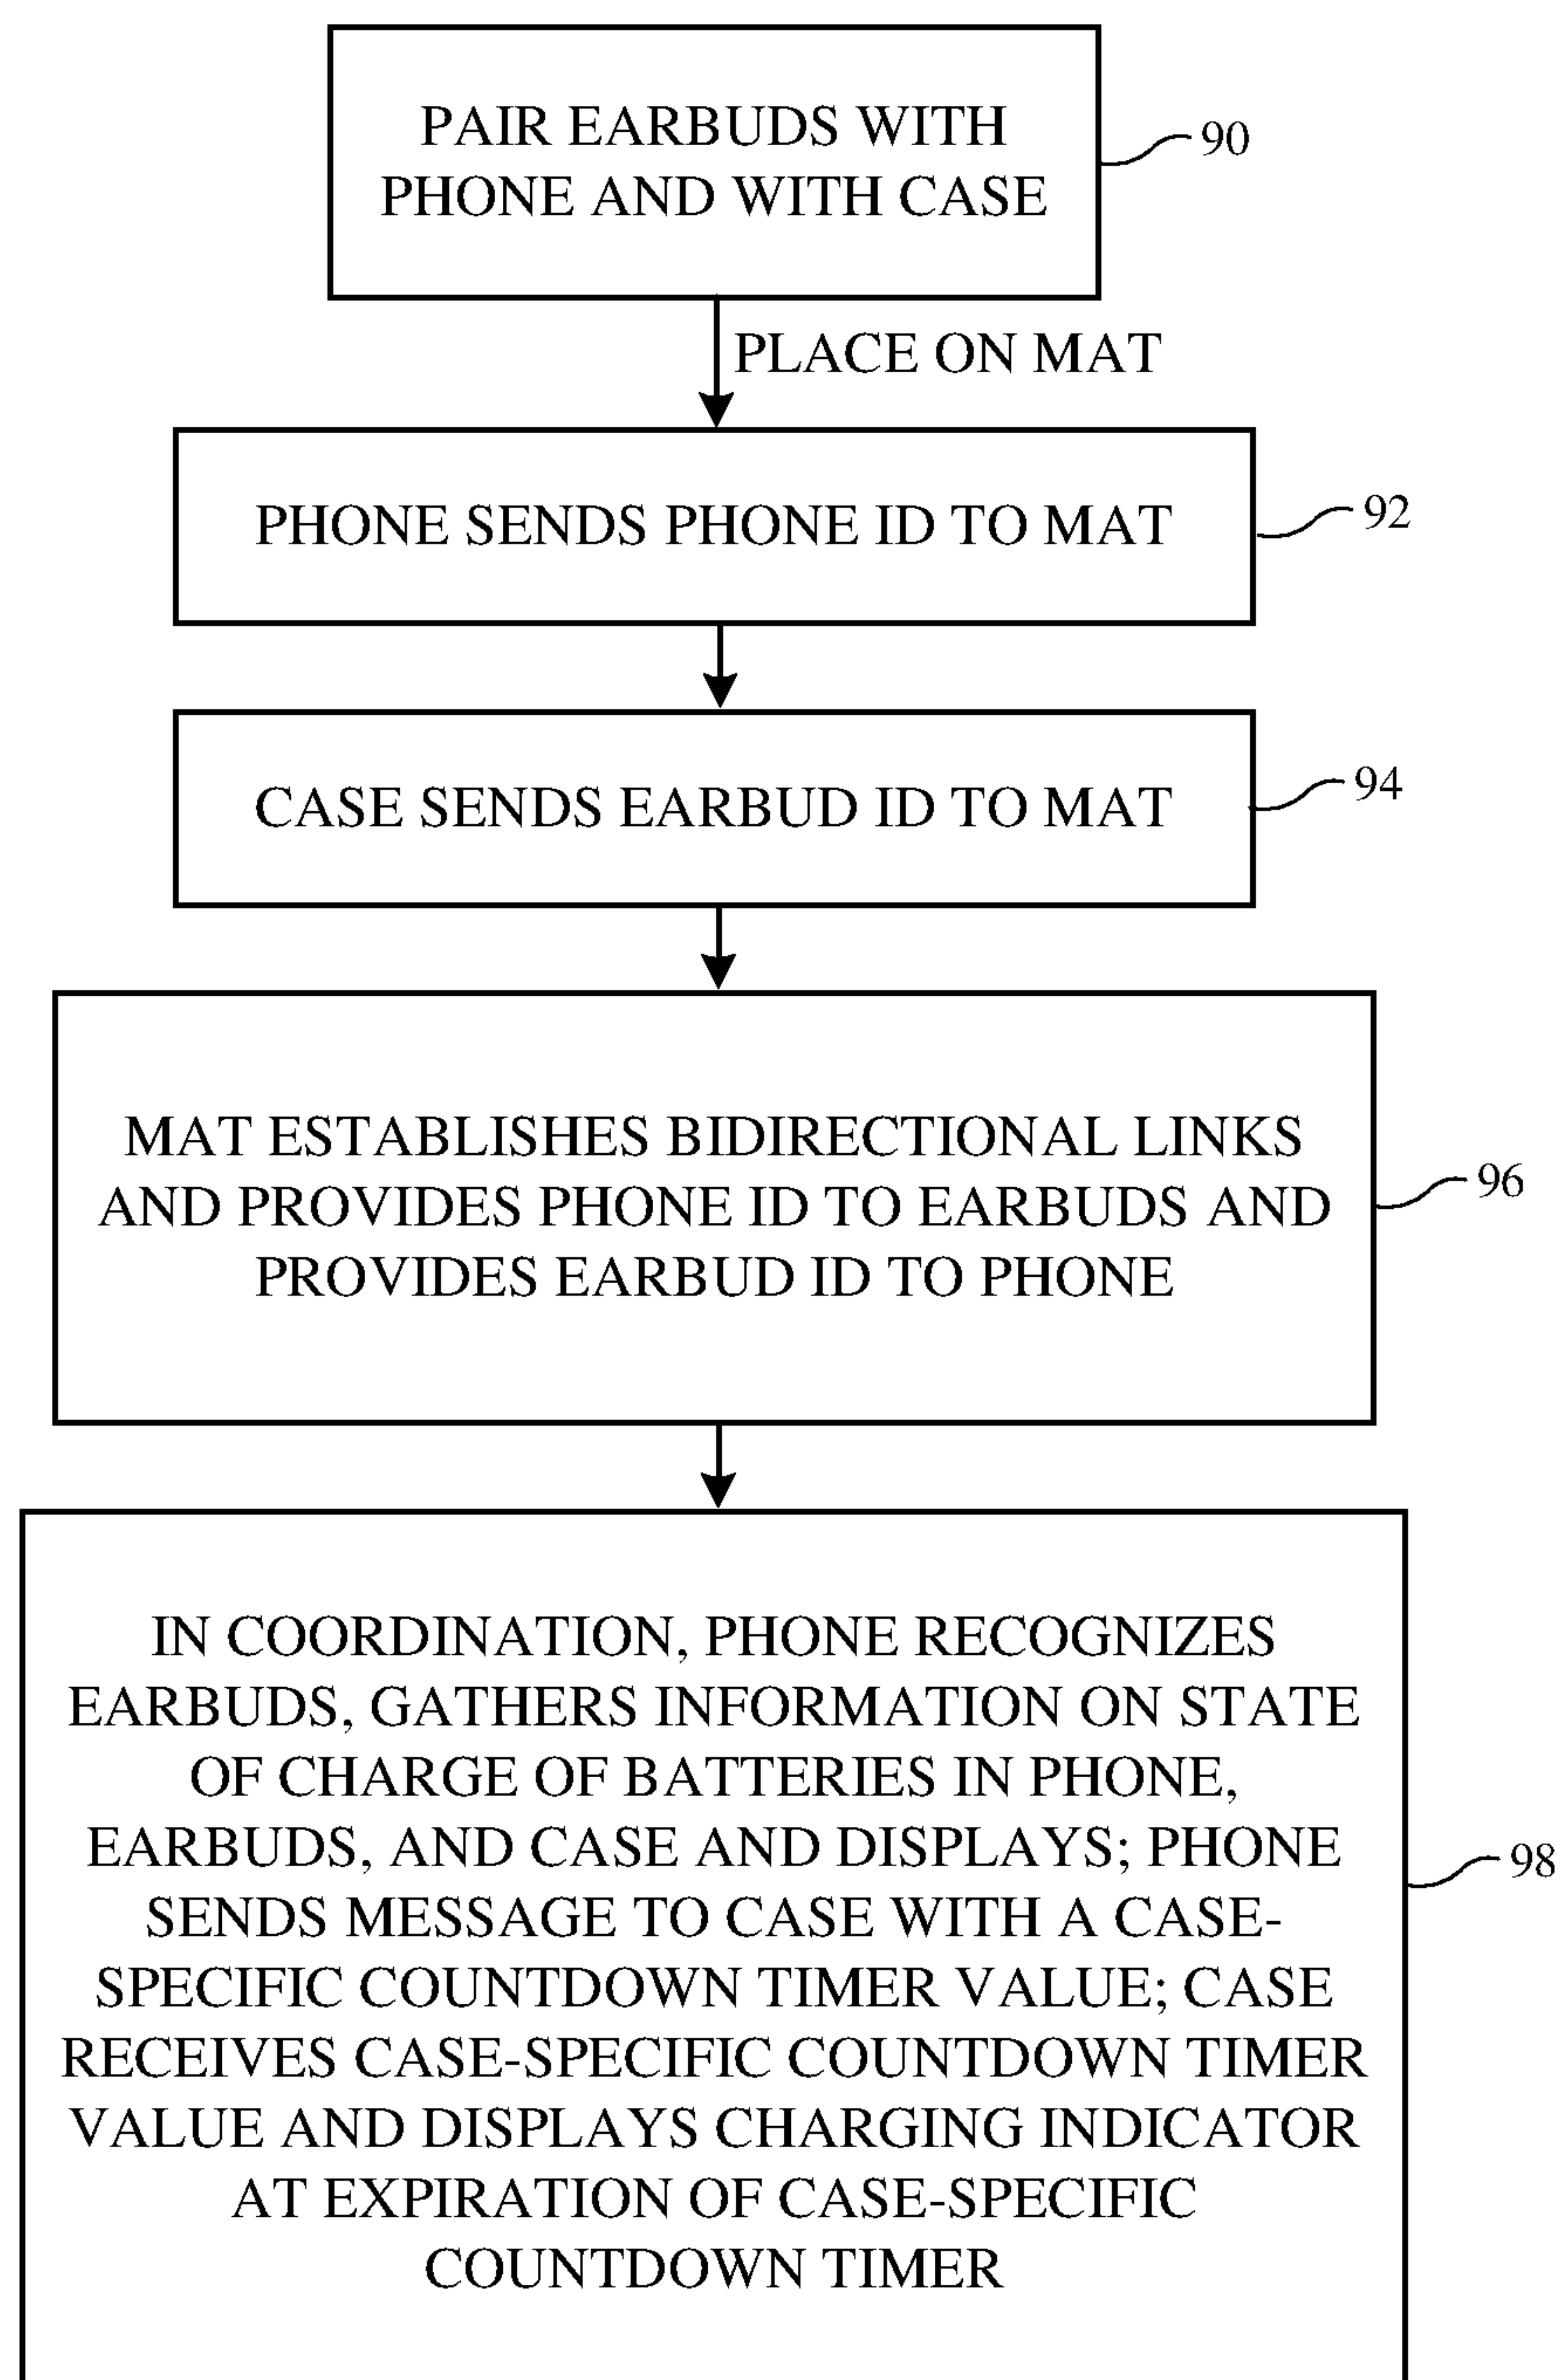 PAIR EARBUDS WITH
PHONE AND WITH CASE
90
PLACE ON MAT
PHONE SENDS PHONE ID TO MAT
92
CASE SENDS EARBUD ID TO MAT
94
MAT ESTABLISHES BIDIRECTIONAL LINKS
AND PROVIDES PHONE ID TO EARBUDS AND
PROVIDES EARBUD ID TO PHONE
96
IN COORDINATION, PHONE RECOGNIZES
EARBUDS, GATHERS INFORMATION ON STATE
OF CHARGE OF BATTERIES IN PHONE,
EARBUDS, AND CASE AND DISPLAYS; PHONE
SENDS MESSAGE TO CASE WITH A CASE-
SPECIFIC COUNTDOWN TIMER VALUE; CASE
RECEIVES CASE-SPECIFIC COUNTDOWN TIMER
VALUE AND DISPLAYS CHARGING INDICATOR
AT EXPIRATION OF CASE-SPECIFIC
COUNTDOWN TIMER
98